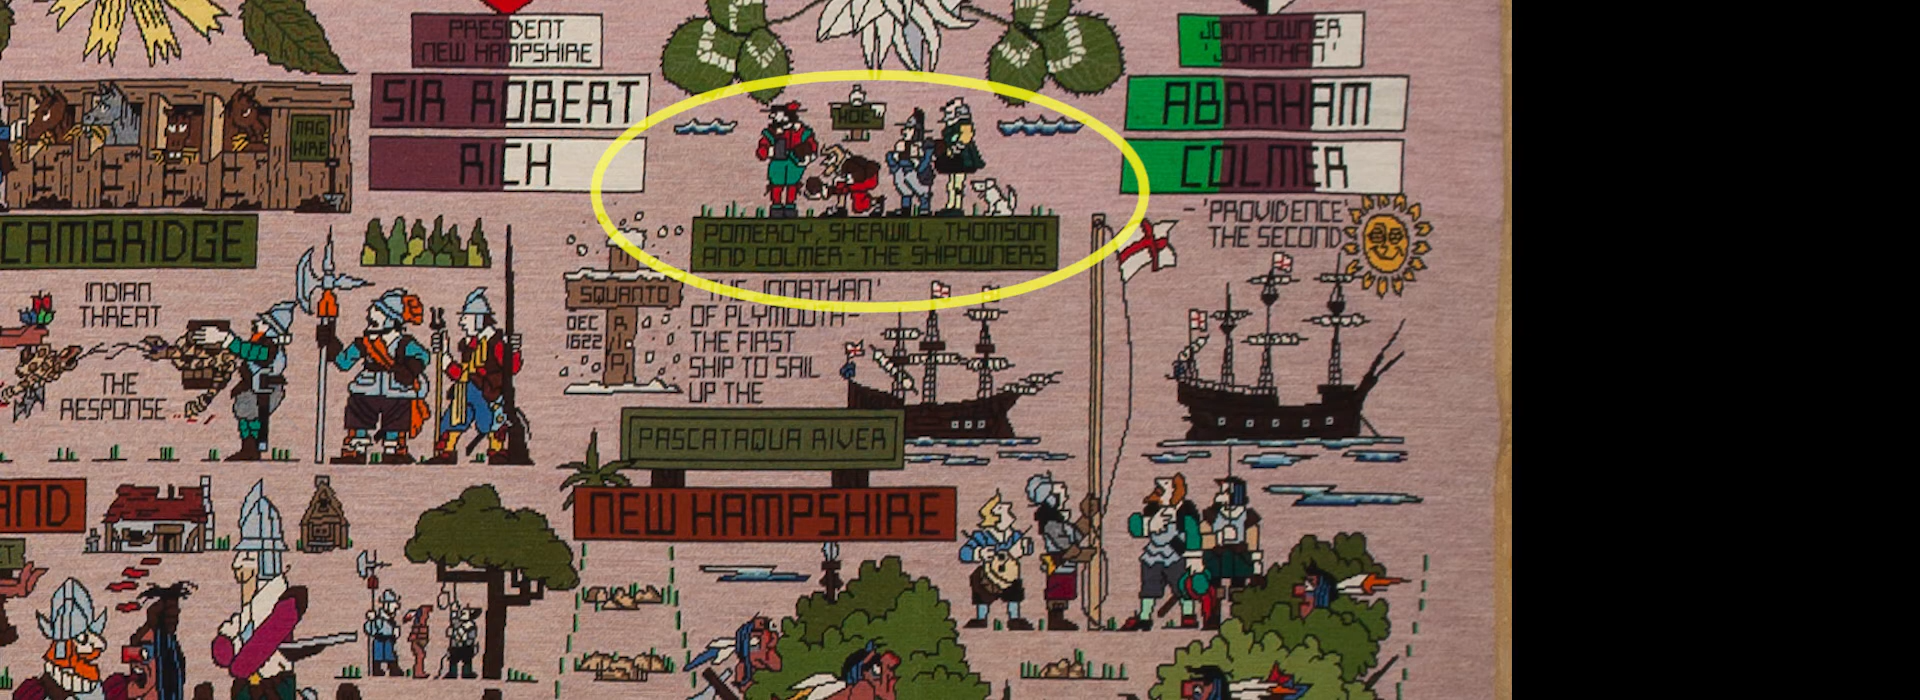 PRESIDENT
NEW HAMPSHIRE
SIR ROBERT
RICH
JOINT OWNER
'JONATHAN'
ABRAHAM
COLMER
NAG
HIRE
HOE
CAMBRIDGE
POMEROY, SHERWILL, THOMSON
AND COLMER - THE SHIPOWNERS
- 'PROVIDENCE'
THE SECOND
INDIAN
THREAT
THE
RESPONSE
SQUANTO
DEC
1622
R
I
P
'THE JONATHAN'
OF PLYMOUTH -
THE FIRST
SHIP TO SAIL
UP THE
PASCATAQUA RIVER
NEW HAMPSHIRE
AND